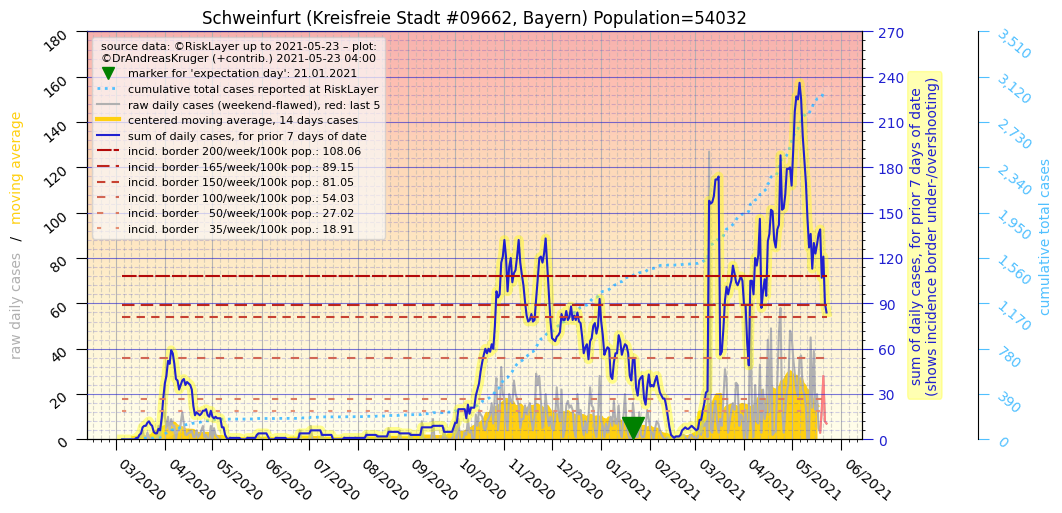 Schweinfurt (Kreisfreie Stadt #09662, Bayern) Population=54032
source data: ©RiskLayer up to 2021-05-23 – plot:
©DrAndreasKruger (+contrib.) 2021-05-23 04:00
marker for 'expectation day': 21.01.2021
cumulative total cases reported at RiskLayer
raw daily cases (weekend-flawed), red: last 5
centered moving average, 14 days cases
sum of daily cases, for prior 7 days of date
incid. border 200/week/100k pop.: 108.06
incid. border 165/week/100k pop.: 89.15
incid. border 150/week/100k pop.: 81.05
incid. border 100/week/100k pop.: 54.03
incid. border   50/week/100k pop.: 27.02
incid. border   35/week/100k pop.: 18.91
raw daily cases / moving average
180
160
140
120
100
80
60
40
20
0
03/2020
04/2020
05/2020
06/2020
07/2020
08/2020
09/2020
10/2020
11/2020
12/2020
01/2021
02/2021
03/2021
04/2021
05/2021
06/2021
270
240
210
180
150
120
90
60
30
0
sum of daily cases, for prior 7 days of date
(shows incidence border under-/overshooting)
3,510
3,120
2,730
2,340
1,950
1,560
1,170
780
390
0
cumulative total cases